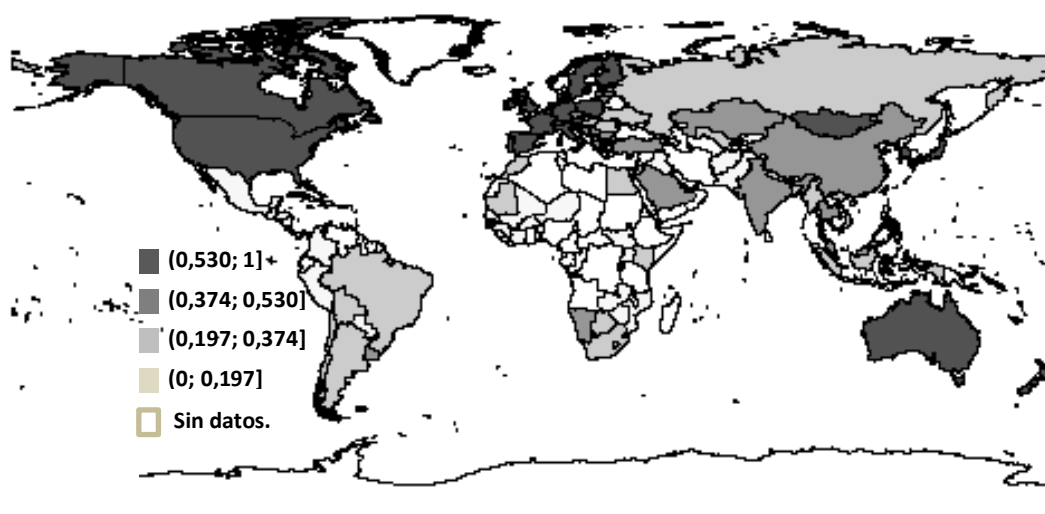 (0,530; 1]
(0,374; 0,530]
(0,197; 0,374]
(0; 0,197]
Sin datos.